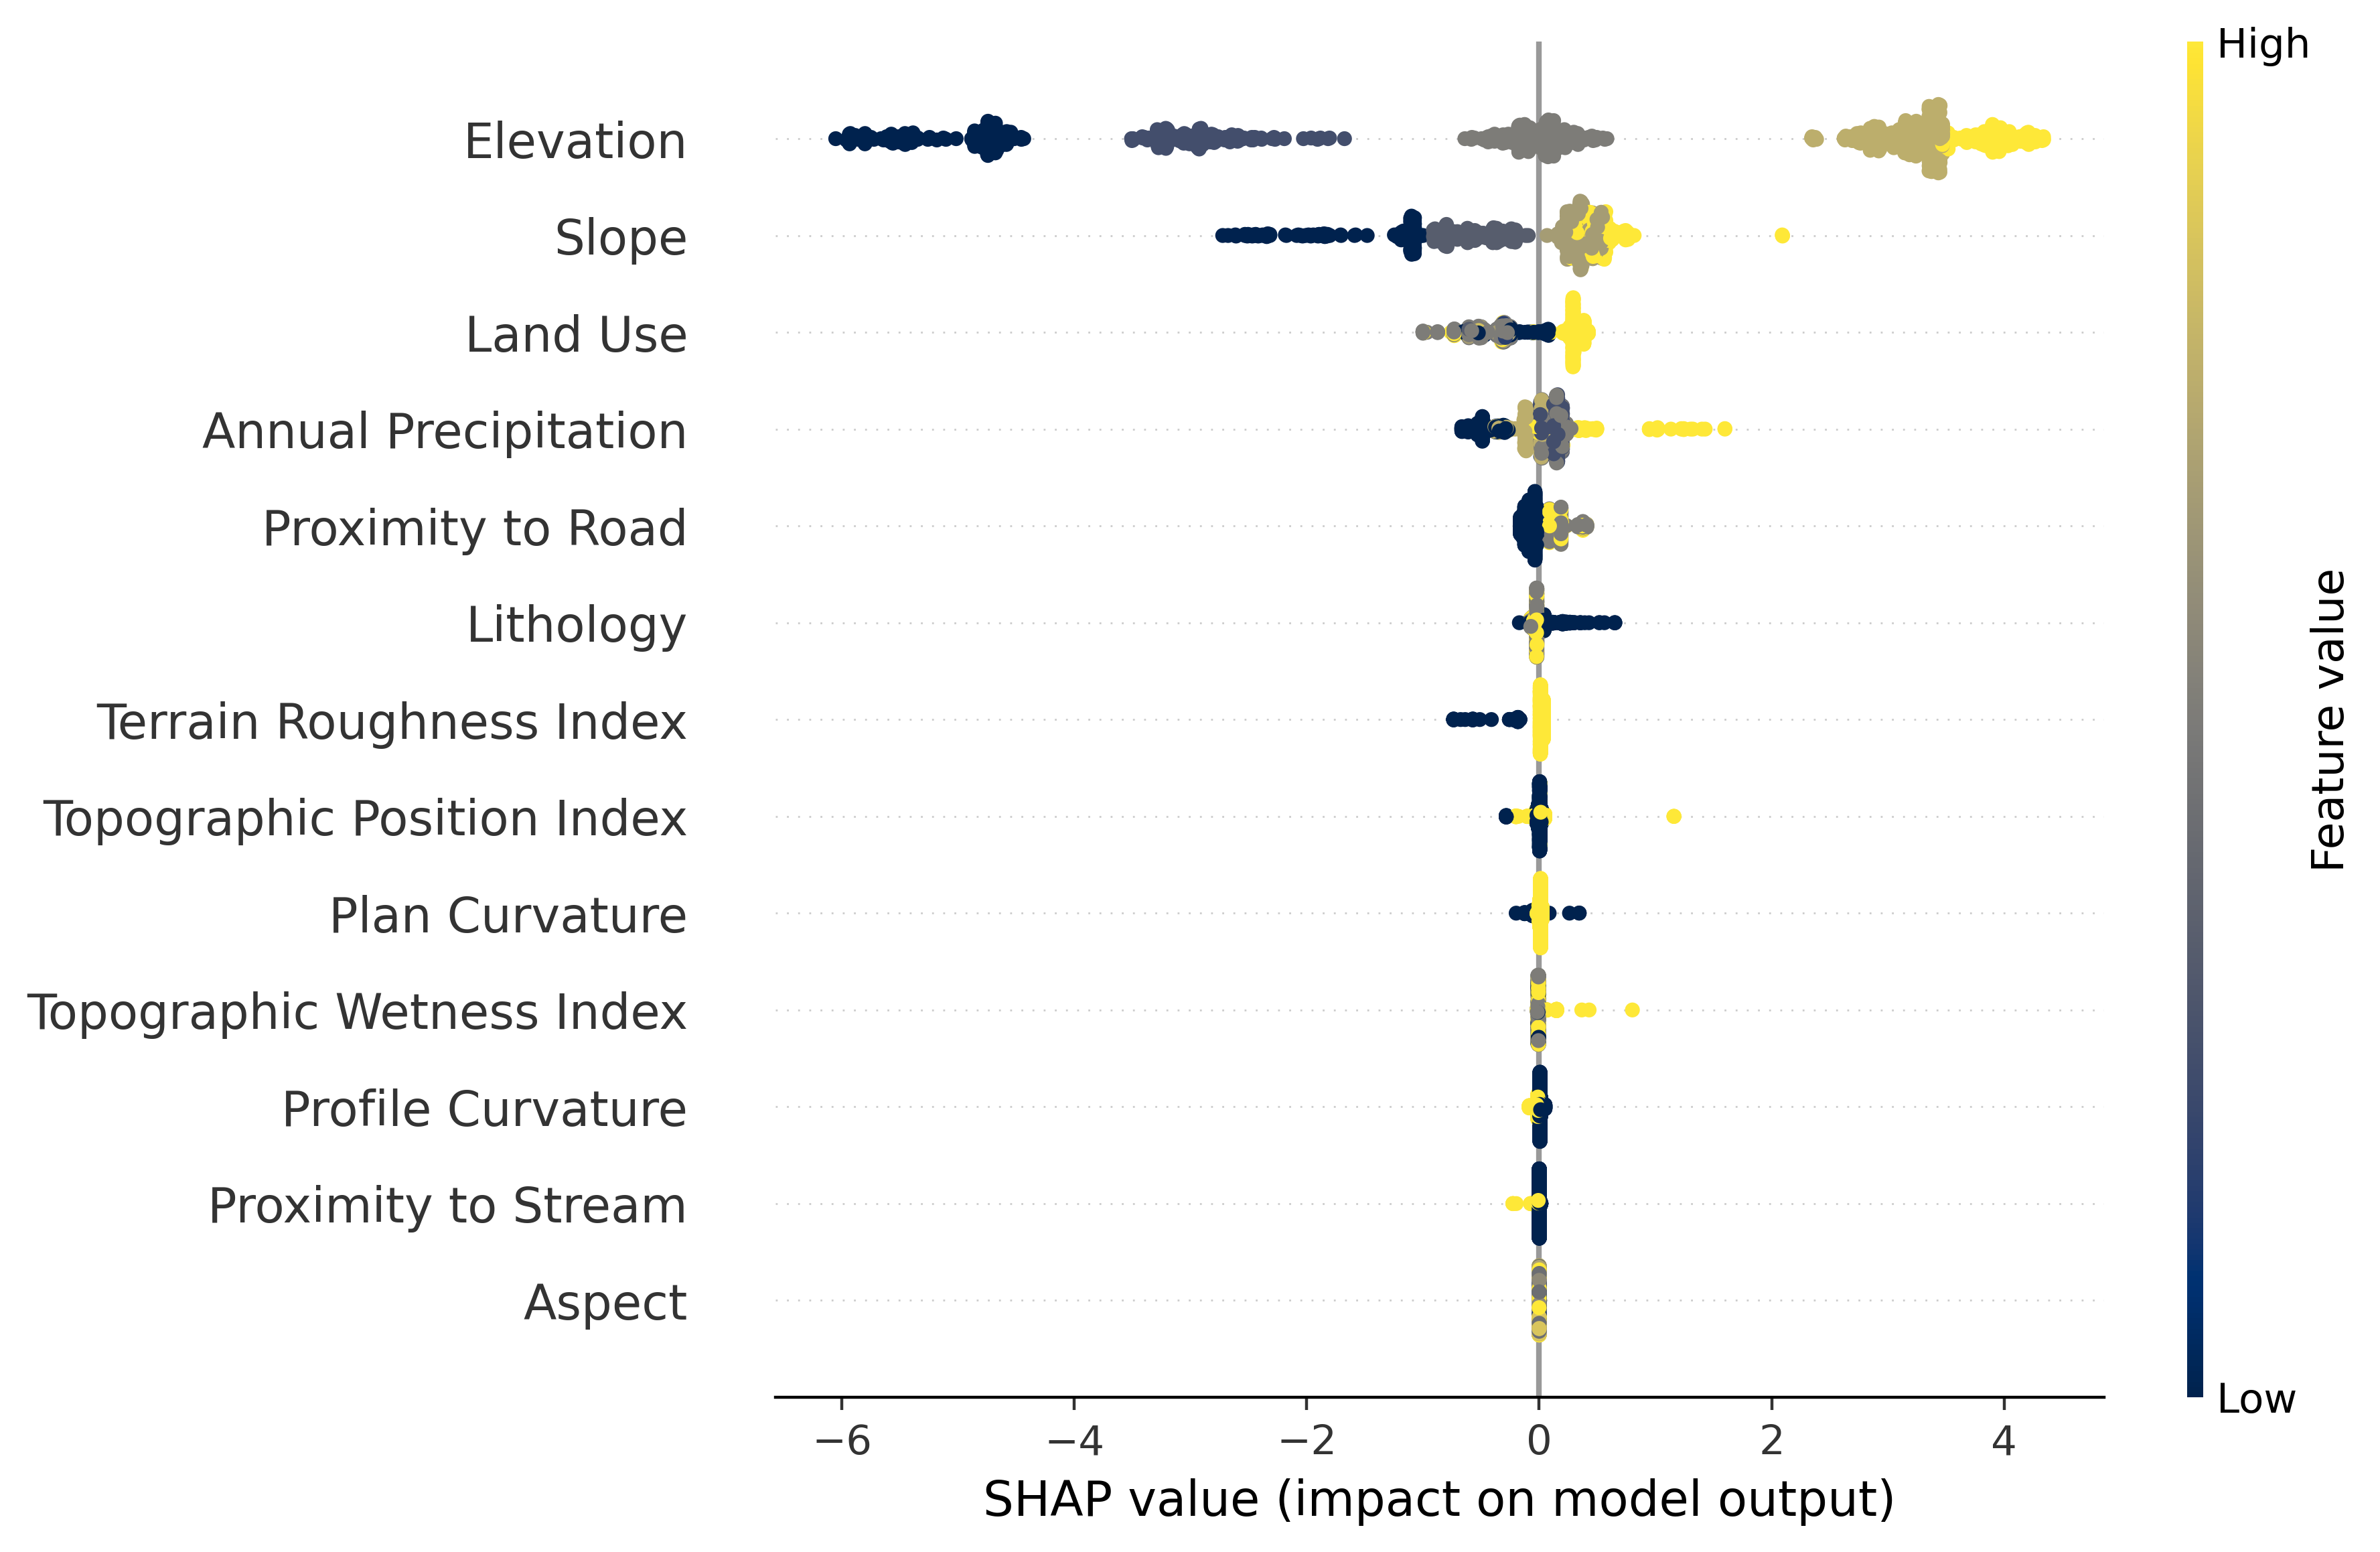 High
Elevation
Slope
Land Use
Annual Precipitation
Proximity to Road
Lithology
Terrain Roughness Index
Topographic Position Index
Plan Curvature
Topographic Wetness Index
Profile Curvature
Proximity to Stream
Aspect
Feature value
Low
−6 −4 −2 0 2 4
SHAP value (impact on model output)